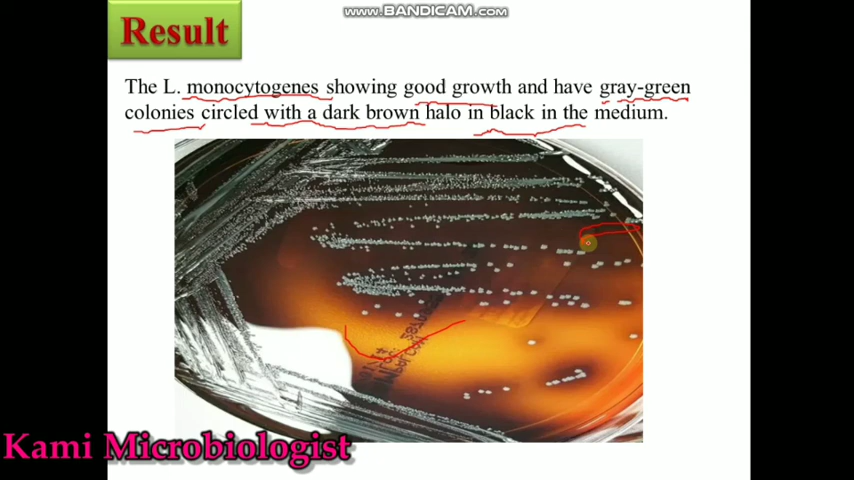 WWW.BANDICAM.COM
Result
The L. monocytogenes showing good growth and have gray-green
colonies circled with a dark brown halo in black in the medium.
Kami Microbiologist